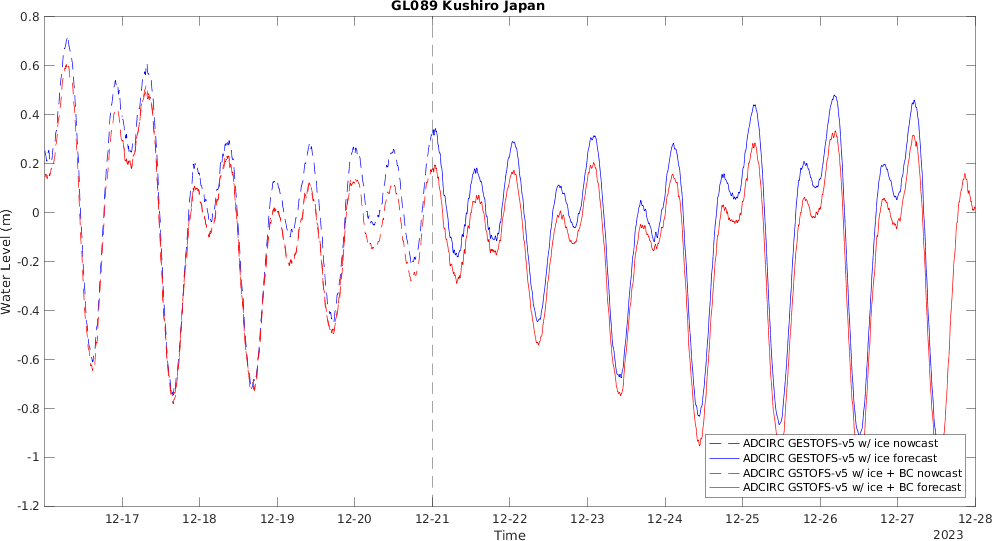 GL089 Kushiro Japan
0.8
0.6
0.4
0.2
0
-0.2
-0.4
-0.6
-0.8
-1
-1.2
Water Level (m)
ADCIRC GESTOFS-v5 w/ ice nowcast
ADCIRC GESTOFS-v5 w/ ice forecast
ADCIRC GSTOFS-v5 w/ ice + BC nowcast
ADCIRC GSTOFS-v5 w/ ice + BC forecast
12-17 12-18 12-19 12-20 12-21 12-22 12-23 12-24 12-25 12-26 12-27 12-28
Time
2023